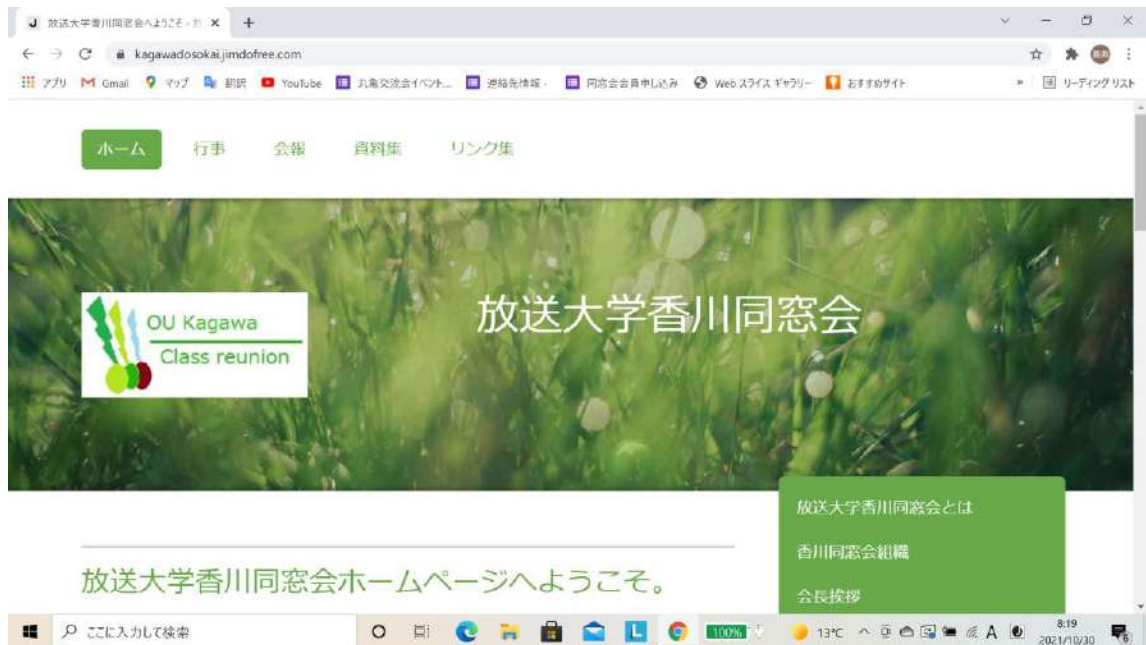 J 放送大学香川同窓会へようこそ - 放
kagawadosokai.jimdofree.com
アプリ
Gmail
マップ
翻訳
YouTube
丸亀交流会イベント...
連絡先情報 -
同窓会会員申し込み
Web スライス ギャラリー
おすすめサイト
»
リーディング リスト
ホーム
行事
会報
資料集
リンク集
OU Kagawa
Class reunion
放送大学香川同窓会
放送大学香川同窓会とは
香川同窓会組織
会長挨拶
放送大学香川同窓会ホームページへようこそ。
ここに入力して検索
L
100%
13℃
A
8:19
2021/10/30
6